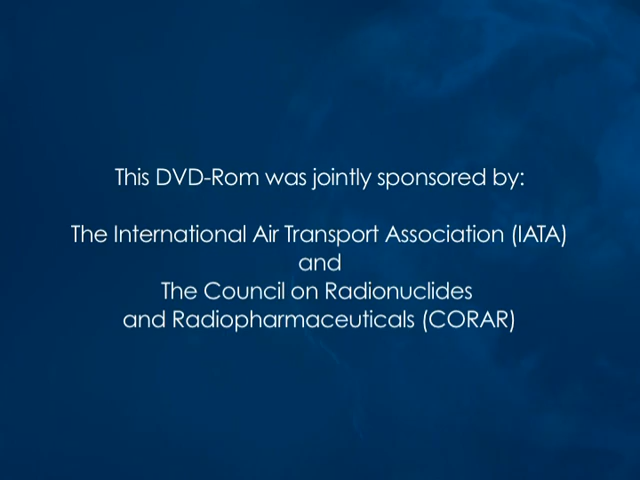 This DVD-Rom was jointly sponsored by:
The International Air Transport Association (IATA)
and
The Council on Radionuclides
and Radiopharmaceuticals (CORAR)